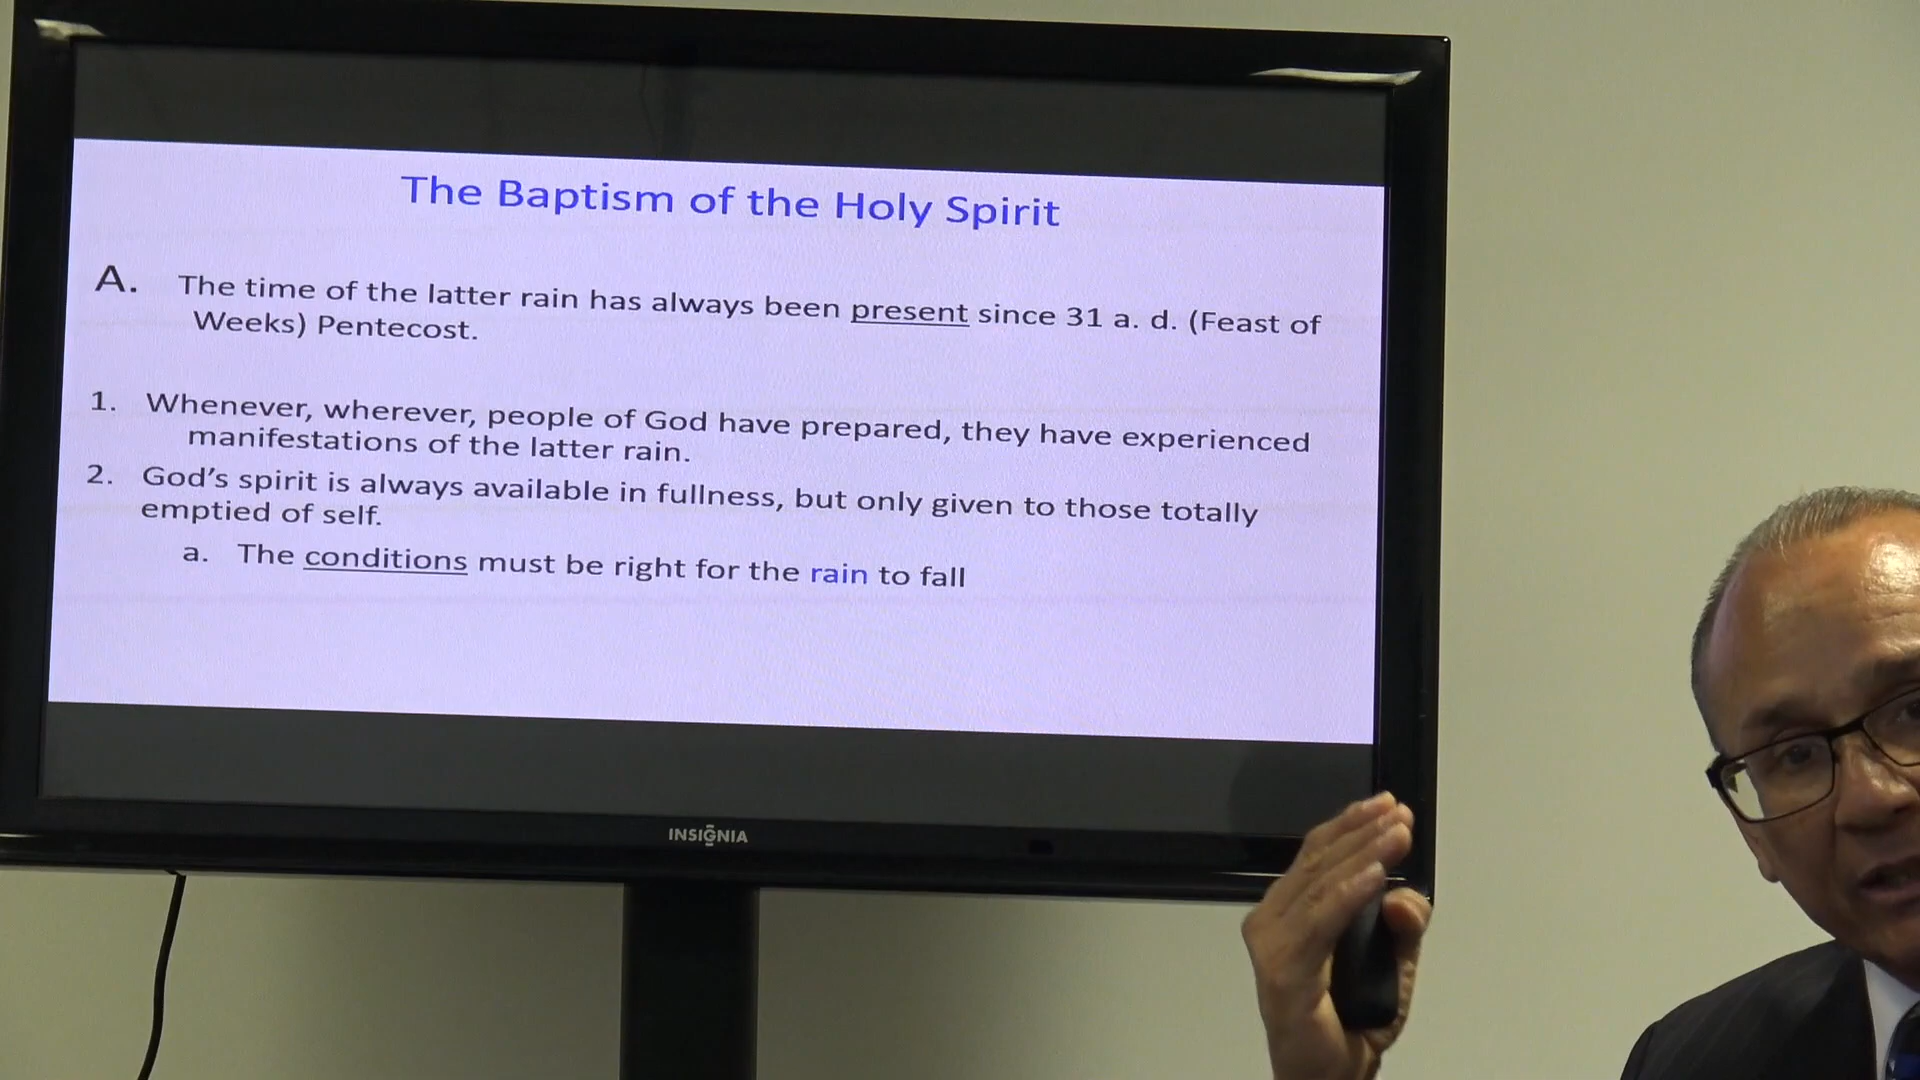 The Baptism of the Holy Spirit
A. The time of the latter rain has always been present since 31 a. d. (Feast of
Weeks) Pentecost.
1. Whenever, wherever, people of God have prepared, they have experienced
manifestations of the latter rain.
2. God's spirit is always available in fullness, but only given to those totally
emptied of self.
a. The conditions must be right for the rain to fall
INSIGNIA